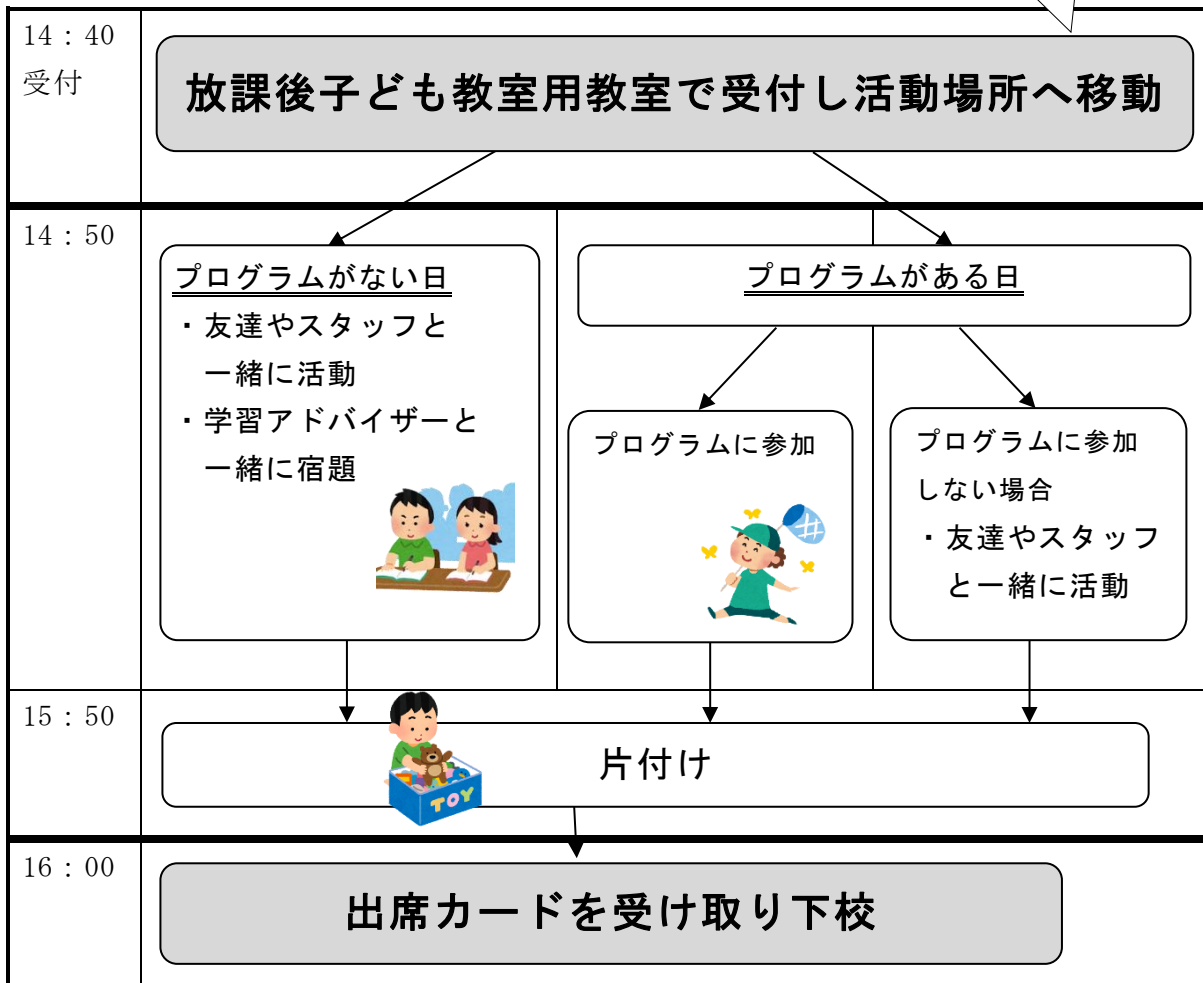 14：40
受付
放課後子ども教室用教室で受付し活動場所へ移動
14：50
プログラムがない日
・友達やスタッフと
一緒に活動
・学習アドバイザーと
一緒に宿題
プログラムがある日
プログラムに参加
プログラムに参加
しない場合
・友達やスタッフ
と一緒に活動
15：50
片付け
TOY
16：00
出席カードを受け取り下校